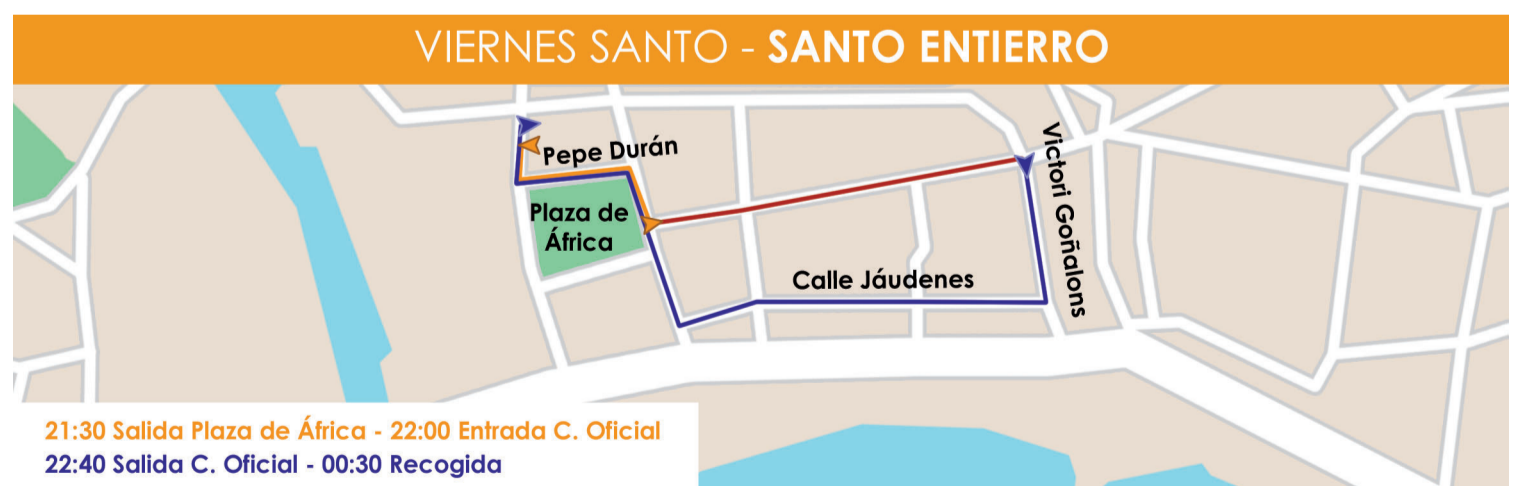 VIERNES SANTO - SANTO ENTIERRO
Pepe Durán
Plaza de
África
Victori Goñalons
Calle Jáudenes
21:30 Salida Plaza de África - 22:00 Entrada C. Oficial
22:40 Salida C. Oficial - 00:30 Recogida